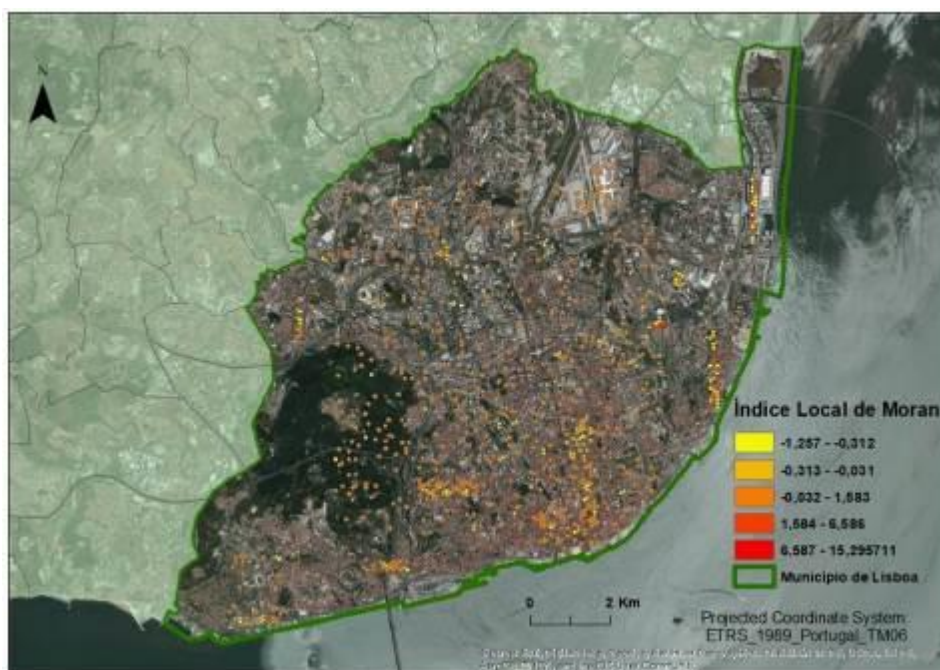 N
Índice Local de Moran
-1,257 - -0,312
-0,313 - -0,031
-0,032 - 1,583
1,584 - 6,586
6,587 - 15,295711
Município de Lisboa
0 2 Km
Projected Coordinate System:
ETRS_1989_Portugal_TM06